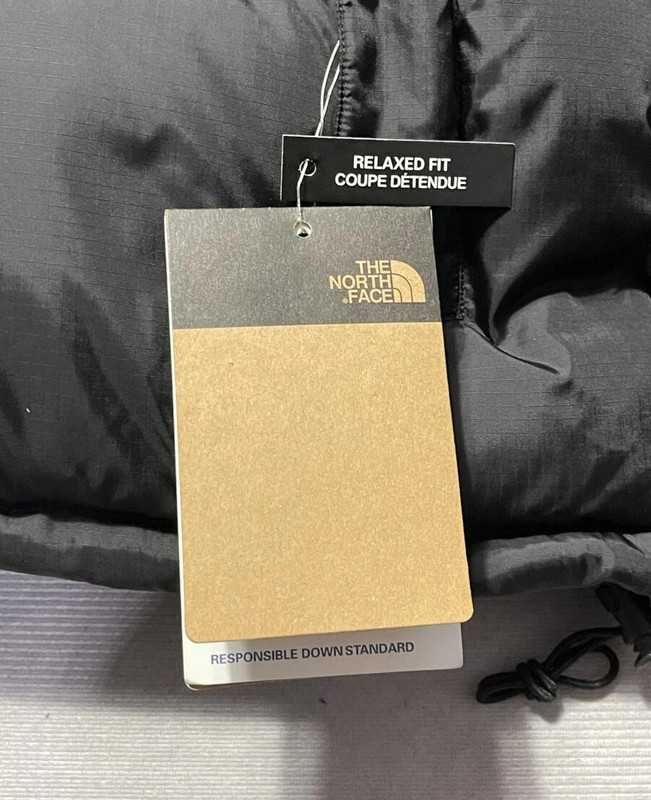 RELAXED FIT
COUPE DÉTENDUE
THE
NORTH
FACE
RESPONSIBLE DOWN STANDARD